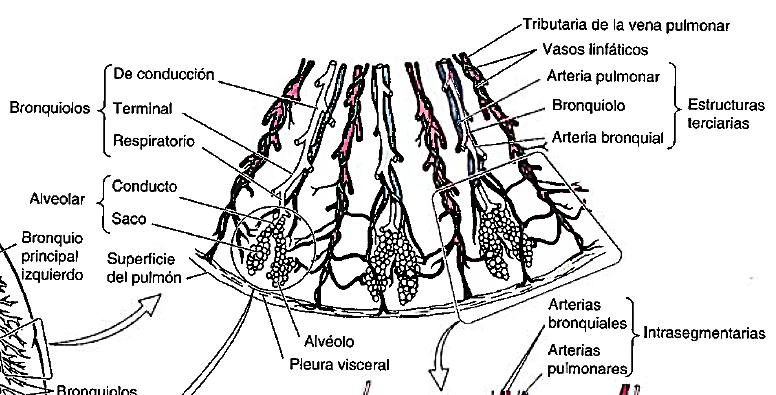 Tributaria de la vena pulmonar
Vasos linfáticos
Arteria pulmonar
Bronquiolo
Arteria bronquial
Estructuras
terciarias
De conducción
Bronquiolos
Terminal
Respiratorio
Conducto
Alveolar
Saco
Bronquio
principal
izquierdo
Superficie
del pulmón
Alvéolo
Pleura visceral
Arterias
bronquiales
Intrasegmentarias
Arterias
pulmonares
Bronquiolos